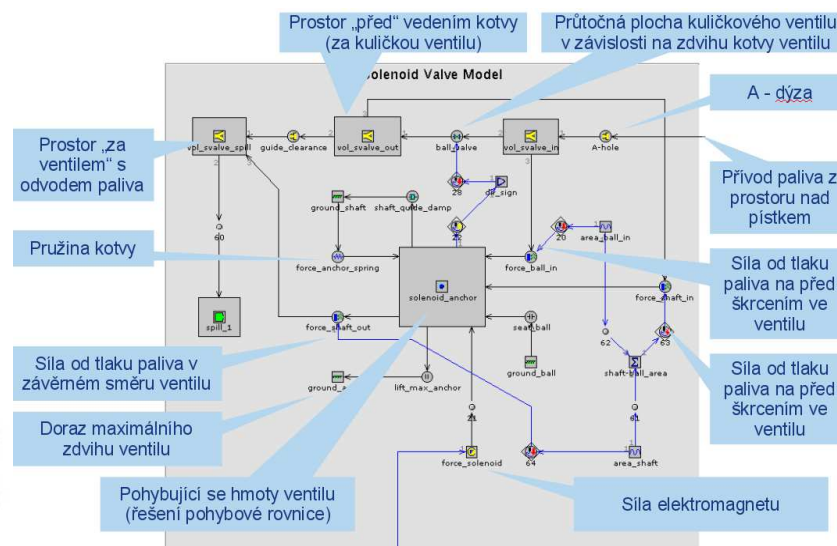 Prostor „před“ vedením kotvy
(za kuličkou ventilu)
Průtočná plocha kuličkového ventilu
v závislosti na zdvihu kotvy ventilu
Solenoid Valve Model
A - dýza
Prostor „za
ventilem“ s
odvodem paliva
vol_svalve_spill
guide_clearance
vol_svalve_out
ball_valve
vol_svalve_in
A-hole
Přívod paliva z
prostoru nad
pístkem
28
dp_sign
ground_shaft
shaft_guide_damp
22
20
area_ball_in
Pružina kotvy
60
force_anchor_spring
force_ball_in
Síla od tlaku
paliva na před
škrcením ve
ventilu
solenoid_anchor
force_shaft_in
spill_1
force_shaft_out
seat_ball
62
63
Síla od tlaku paliva v
závěrném směru ventilu
ground_ball
shaft-ball_area
Síla od tlaku
paliva na před
škrcením ve
ventilu
lift_max_anchor
21
61
Doraz maximálního
zdvihu ventilu
force_solenoid
64
area_shaft
Pohybující se hmoty ventilu
(řešení pohybové rovnice)
Síla elektromagnetu